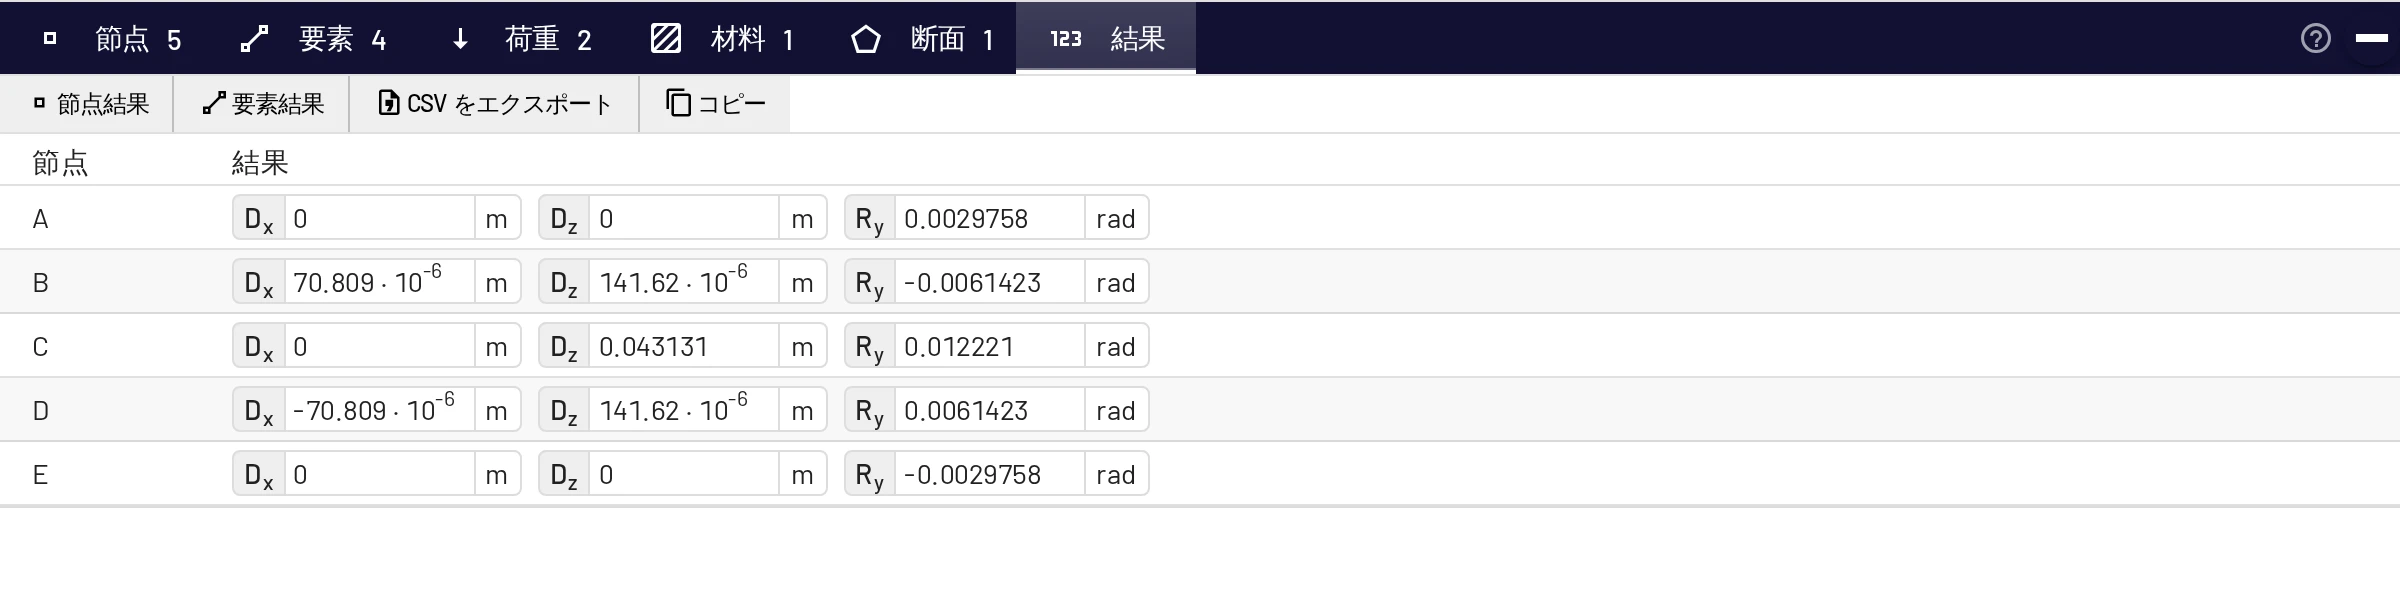 節点 5 要素 4 荷重 2 材料 1 断面 1 123 結果
節点結果 要素結果 CSV をエクスポート コピー
節点 結果
A Dx 0 m Dz 0 m Ry 0.0029758 rad
B Dx 70.809 · 10⁻⁶ m Dz 141.62 · 10⁻⁶ m Ry -0.0061423 rad
C Dx 0 m Dz 0.043131 m Ry 0.012221 rad
D Dx -70.809 · 10⁻⁶ m Dz 141.62 · 10⁻⁶ m Ry 0.0061423 rad
E Dx 0 m Dz 0 m Ry -0.0029758 rad